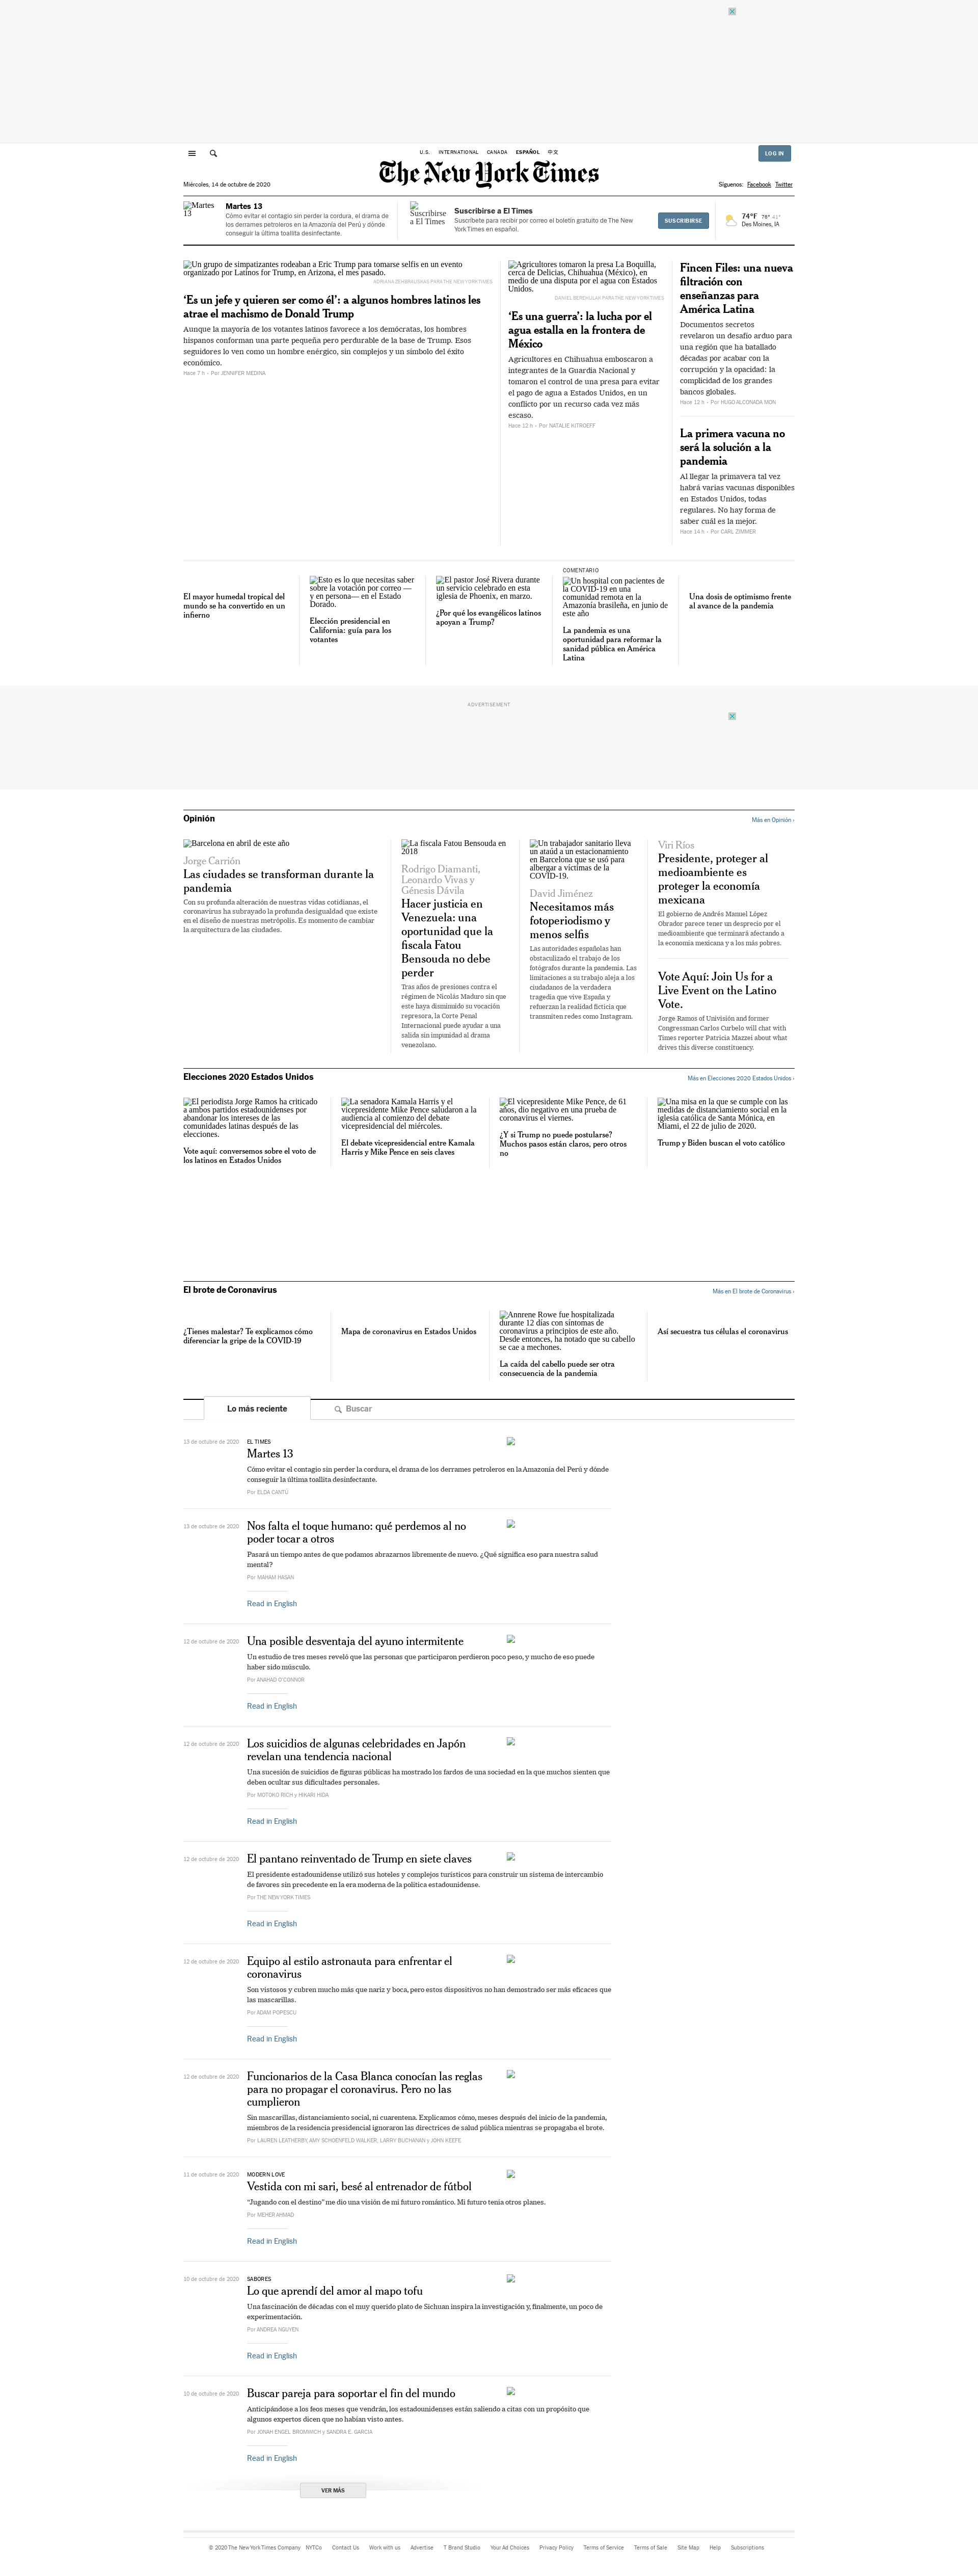 U.S. INTERNATIONAL CANADA ESPAÑOL 中文
LOG IN
The New York Times
Miércoles, 14 de octubre de 2020
Síguenos: Facebook Twitter
Martes 13
Martes 13
Cómo evitar el contagio sin perder la cordura, el drama de
los derrames petroleros en la Amazonía del Perú y dónde
conseguir la última toallita desinfectante.
Suscribirse a El Times
Suscribirse a El Times
Suscríbete para recibir por correo el boletín gratuito de The New
York Times en español.
SUSCRIBIRSE
74°F 76° 41°
Des Moines, IA
Un grupo de simpatizantes rodeaban a Eric Trump para tomarse selfis en un evento
organizado por Latinos for Trump, en Arizona, el mes pasado.
ADRIANA ZEHBRAUSKAS PARA THE NEW YORK TIMES
‘Es un jefe y quieren ser como él’: a algunos hombres latinos les
atrae el machismo de Donald Trump
Aunque la mayoría de los votantes latinos favorece a los demócratas, los hombres
hispanos conforman una parte pequeña pero perdurable de la base de Trump. Esos
seguidores lo ven como un hombre enérgico, sin complejos y un símbolo del éxito
económico.
Hace 7 h – Por JENNIFER MEDINA
Agricultores tomaron la presa La Boquilla,
cerca de Delicias, Chihuahua (México), en
medio de una disputa por el agua con Estados
Unidos.
DANIEL BEREHULAK PARA THE NEW YORK TIMES
‘Es una guerra’: la lucha por el
agua estalla en la frontera de
México
Agricultores en Chihuahua emboscaron a
integrantes de la Guardia Nacional y
tomaron el control de una presa para evitar
el pago de agua a Estados Unidos, en un
conflicto por un recurso cada vez más
escaso.
Hace 12 h – Por NATALIE KITROEFF
Fincen Files: una nueva
filtración con
enseñanzas para
América Latina
Documentos secretos
revelaron un desafío arduo para
una región que ha batallado
décadas por acabar con la
corrupción y la opacidad: la
complicidad de los grandes
bancos globales.
Hace 12 h – Por HUGO ALCONADA MON
La primera vacuna no
será la solución a la
pandemia
Al llegar la primavera tal vez
habrá varias vacunas disponibles
en Estados Unidos, todas
regulares. No hay forma de
saber cuál es la mejor.
Hace 14 h – Por CARL ZIMMER
El mayor humedal tropical del
mundo se ha convertido en un
infierno
Esto es lo que necesitas saber
sobre la votación por correo —
y en persona— en el Estado
Dorado.
Elección presidencial en
California: guía para los
votantes
El pastor José Rivera durante
un servicio celebrado en esta
iglesia de Phoenix, en marzo.
¿Por qué los evangélicos latinos
apoyan a Trump?
COMENTARIO
Un hospital con pacientes de
la COVID-19 en una
comunidad remota en la
Amazonía brasileña, en junio de
este año
La pandemia es una
oportunidad para reformar la
sanidad pública en América
Latina
Una dosis de optimismo frente
al avance de la pandemia
ADVERTISEMENT
Opinión
Más en Opinión ›
Barcelona en abril de este año
Jorge Carrión
Las ciudades se transforman durante la
pandemia
Con su profunda alteración de nuestras vidas cotidianas, el
coronavirus ha subrayado la profunda desigualdad que existe
en el diseño de nuestras metrópolis. Es momento de cambiar
la arquitectura de las ciudades.
La fiscala Fatou Bensouda en
2018
Rodrigo Diamanti,
Leonardo Vivas y
Génesis Dávila
Hacer justicia en
Venezuela: una
oportunidad que la
fiscala Fatou
Bensouda no debe
perder
Tras años de presiones contra el
régimen de Nicolás Maduro sin que
este haya disminuido su vocación
represora, la Corte Penal
Internacional puede ayudar a una
salida sin impunidad al drama
venezolano.
Un trabajador sanitario lleva
un ataúd a un estacionamiento
en Barcelona que se usó para
albergar a víctimas de la
COVID-19.
David Jiménez
Necesitamos más
fotoperiodismo y
menos selfis
Las autoridades españolas han
obstaculizado el trabajo de los
fotógrafos durante la pandemia. Las
limitaciones a su trabajo aleja a los
ciudadanos de la verdadera
tragedia que vive España y
refuerzan la realidad ficticia que
transmiten redes como Instagram.
Viri Ríos
Presidente, proteger al
medioambiente es
proteger la economía
mexicana
El gobierno de Andrés Manuel López
Obrador parece tener un desprecio por el
medioambiente que terminará afectando a
la economía mexicana y a los más pobres.
Vote Aquí: Join Us for a
Live Event on the Latino
Vote.
Jorge Ramos of Univisión and former
Congressman Carlos Curbelo will chat with
Times reporter Patricia Mazzei about what
drives this diverse constituency.
Elecciones 2020 Estados Unidos
Más en Elecciones 2020 Estados Unidos ›
El periodista Jorge Ramos ha criticado
a ambos partidos estadounidenses por
abandonar los intereses de las
comunidades latinas después de las
elecciones.
Vote aquí: conversemos sobre el voto de
los latinos en Estados Unidos
La senadora Kamala Harris y el
vicepresidente Mike Pence saludaron a la
audiencia al comienzo del debate
vicepresidencial del miércoles.
El debate vicepresidencial entre Kamala
Harris y Mike Pence en seis claves
El vicepresidente Mike Pence, de 61
años, dio negativo en una prueba de
coronavirus el viernes.
¿Y si Trump no puede postularse?
Muchos pasos están claros, pero otros
no
Una misa en la que se cumple con las
medidas de distanciamiento social en la
iglesia católica de Santa Mónica, en
Miami, el 22 de julio de 2020.
Trump y Biden buscan el voto católico
El brote de Coronavirus
Más en El brote de Coronavirus ›
¿Tienes malestar? Te explicamos cómo
diferenciar la gripe de la COVID-19
Mapa de coronavirus en Estados Unidos
Annrene Rowe fue hospitalizada
durante 12 días con síntomas de
coronavirus a principios de este año.
Desde entonces, ha notado que su cabello
se cae a mechones.
La caída del cabello puede ser otra
consecuencia de la pandemia
Así secuestra tus células el coronavirus
Lo más reciente
Buscar
13 de octubre de 2020
EL TIMES
Martes 13
Cómo evitar el contagio sin perder la cordura, el drama de los derrames petroleros en la Amazonía del Perú y dónde
conseguir la última toallita desinfectante.
Por ELDA CANTÚ
13 de octubre de 2020
Nos falta el toque humano: qué perdemos al no
poder tocar a otros
Pasará un tiempo antes de que podamos abrazarnos libremente de nuevo. ¿Qué significa eso para nuestra salud
mental?
Por MAHAM HASAN
Read in English
12 de octubre de 2020
Una posible desventaja del ayuno intermitente
Un estudio de tres meses reveló que las personas que participaron perdieron poco peso, y mucho de eso puede
haber sido músculo.
Por ANAHAD O'CONNOR
Read in English
12 de octubre de 2020
Los suicidios de algunas celebridades en Japón
revelan una tendencia nacional
Una sucesión de suicidios de figuras públicas ha mostrado los fardos de una sociedad en la que muchos sienten que
deben ocultar sus dificultades personales.
Por MOTOKO RICH y HIKARI HIDA
Read in English
12 de octubre de 2020
El pantano reinventado de Trump en siete claves
El presidente estadounidense utilizó sus hoteles y complejos turísticos para construir un sistema de intercambio
de favores sin precedente en la era moderna de la política estadounidense.
Por THE NEW YORK TIMES
Read in English
12 de octubre de 2020
Equipo al estilo astronauta para enfrentar el
coronavirus
Son vistosos y cubren mucho más que nariz y boca, pero estos dispositivos no han demostrado ser más eficaces que
las mascarillas.
Por ADAM POPESCU
Read in English
12 de octubre de 2020
Funcionarios de la Casa Blanca conocían las reglas
para no propagar el coronavirus. Pero no las
cumplieron
Sin mascarillas, distanciamiento social, ni cuarentena. Explicamos cómo, meses después del inicio de la pandemia,
miembros de la residencia presidencial ignoraron las directrices de salud pública mientras se propagaba el brote.
Por LAUREN LEATHERBY, AMY SCHOENFELD WALKER, LARRY BUCHANAN y JOHN KEEFE
11 de octubre de 2020
MODERN LOVE
Vestida con mi sari, besé al entrenador de fútbol
“Jugando con el destino” me dio una visión de mi futuro romántico. Mi futuro tenía otros planes.
Por MEHER AHMAD
Read in English
10 de octubre de 2020
SABORES
Lo que aprendí del amor al mapo tofu
Una fascinación de décadas con el muy querido plato de Sichuan inspira la investigación y, finalmente, un poco de
experimentación.
Por ANDREA NGUYEN
Read in English
10 de octubre de 2020
Buscar pareja para soportar el fin del mundo
Anticipándose a los feos meses que vendrán, los estadounidenses están saliendo a citas con un propósito que
algunos expertos dicen que no habían visto antes.
Por JONAH ENGEL BROMWICH y SANDRA E. GARCIA
Read in English
VER MÁS
© 2020 The New York Times Company NYTCo Contact Us Work with us Advertise T Brand Studio Your Ad Choices Privacy Policy Terms of Service Terms of Sale Site Map Help Subscriptions